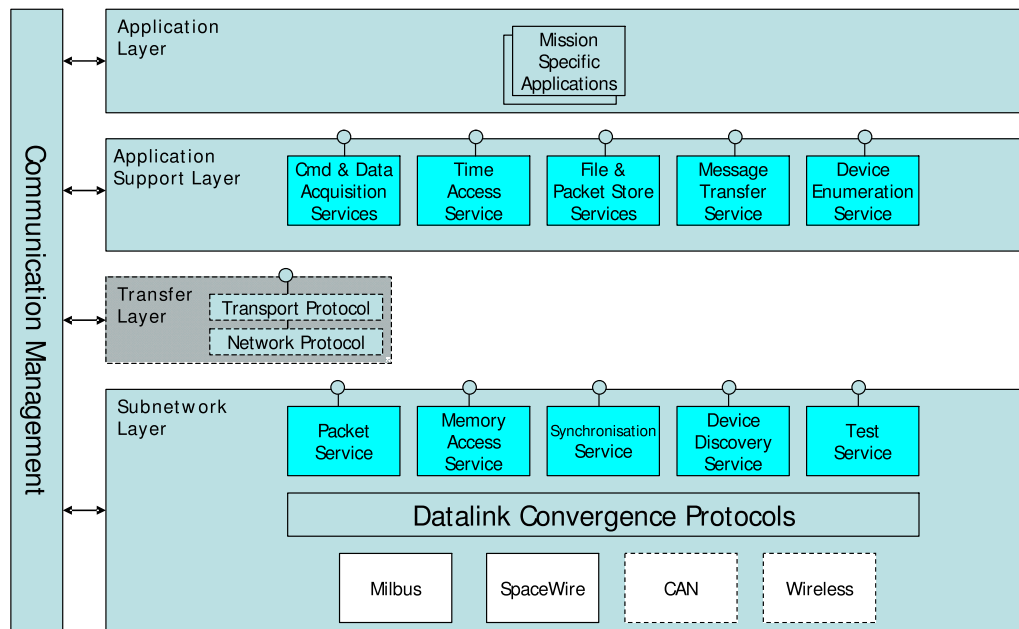 Communication Management
Application
Layer
Mission
Specific
Applications
Application
Support Layer
Cmd & Data
Acquisition
Services
Time
Access
Service
File &
Packet Store
Services
Message
Transfer
Service
Device
Enumeration
Service
Transfer
Layer
Transport Protocol
Network Protocol
Subnetwork
Layer
Packet
Service
Memory
Access
Service
Synchronisation
Service
Device
Discovery
Service
Test
Service
Datalink Convergence Protocols
Milbus
SpaceWire
CAN
Wireless